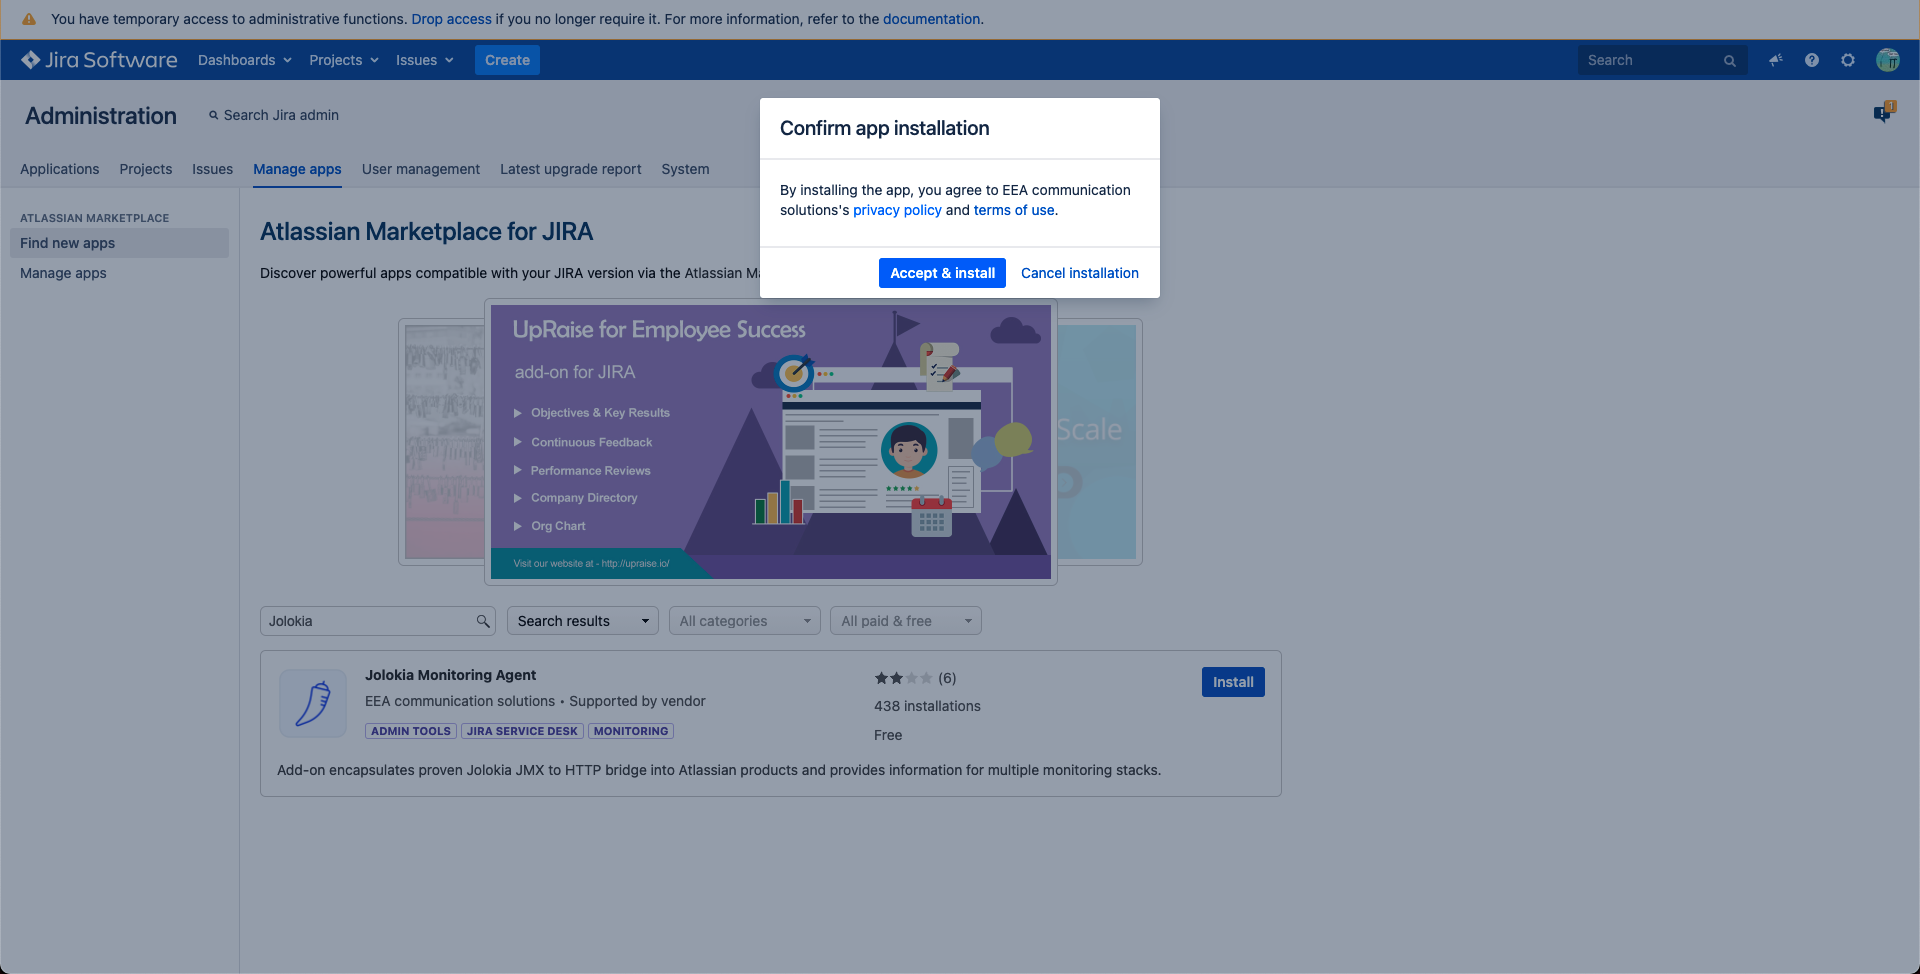 You have temporary access to administrative functions. Drop access if you no longer require it. For more information, refer to the documentation.
Jira Software
Dashboards
Projects
Issues
Create
Search
Administration
Search Jira admin
1
Applications
Projects
Issues
Manage apps
User management
Latest upgrade report
System
Confirm app installation
By installing the app, you agree to EEA communication
solutions's privacy policy and terms of use.
Accept & install
Cancel installation
ATLASSIAN MARKETPLACE
Find new apps
Manage apps
Atlassian Marketplace for JIRA
Discover powerful apps compatible with your JIRA version via the Atlassian
UpRaise for Employee Success
add-on for JIRA
Objectives & Key Results
Continuous Feedback
Performance Reviews
Company Directory
Org Chart
Visit our website at - http://upraise.io/
Scale
Jolokia
Search results
All categories
All paid & free
Jolokia Monitoring Agent
EEA communication solutions • Supported by vendor
ADMIN TOOLS
JIRA SERVICE DESK
MONITORING
(6)
438 installations
Free
Install
Add-on encapsulates proven Jolokia JMX to HTTP bridge into Atlassian products and provides information for multiple monitoring stacks.